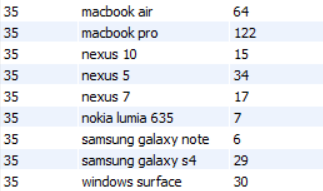 35 macbook air 64
35 macbook pro 122
35 nexus 10 15
35 nexus 5 34
35 nexus 7 17
35 nokia lumia 635 7
35 samsung galaxy note 6
35 samsung galaxy s4 29
35 windows surface 30